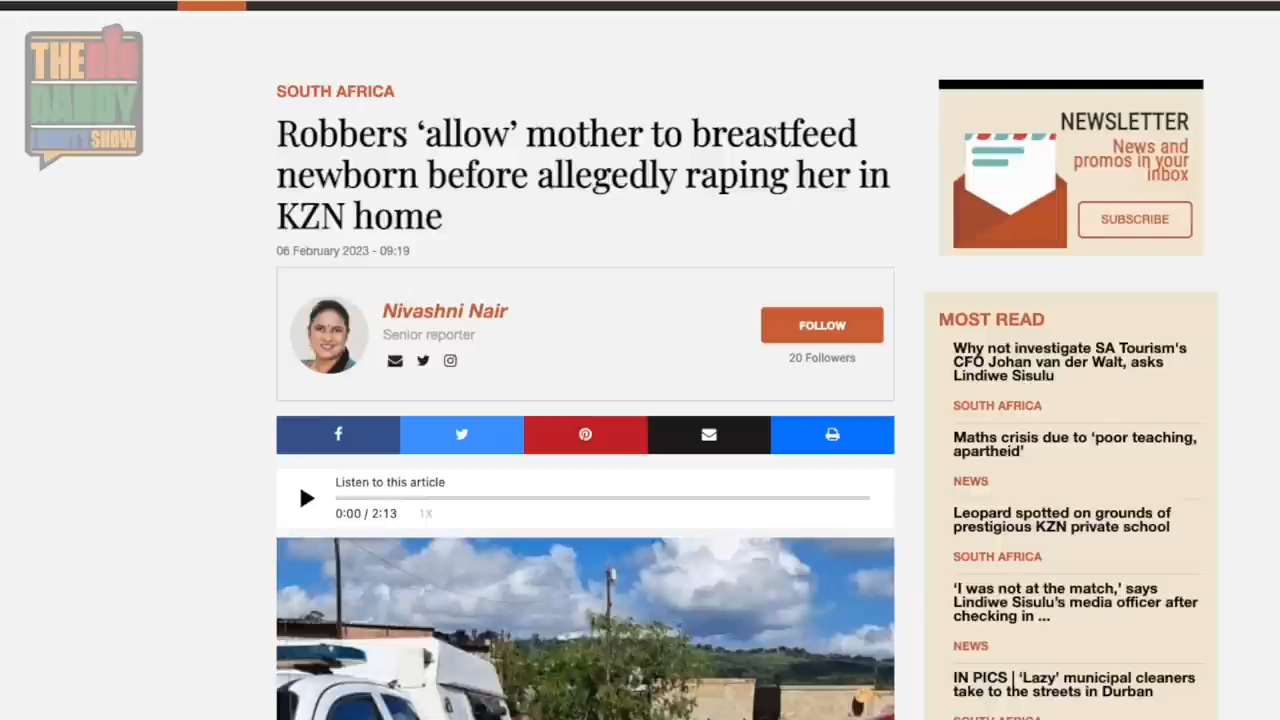 THE BIG
DANDY
SHOW
SOUTH AFRICA
Robbers ‘allow’ mother to breastfeed
newborn before allegedly raping her in
KZN home
06 February 2023 - 09:19
Nivashni Nair
Senior reporter
FOLLOW
20 Followers
Listen to this article
0:00 / 2:13 1X
NEWSLETTER
News and
promos in your
inbox
SUBSCRIBE
MOST READ
Why not investigate SA Tourism's
CFO Johan van der Walt, asks
Lindiwe Sisulu
SOUTH AFRICA
Maths crisis due to ‘poor teaching,
apartheid’
NEWS
Leopard spotted on grounds of
prestigious KZN private school
SOUTH AFRICA
‘I was not at the match,’ says
Lindiwe Sisulu’s media officer after
checking in ...
NEWS
IN PICS | ‘Lazy’ municipal cleaners
take to the streets in Durban
SOUTH AFRICA